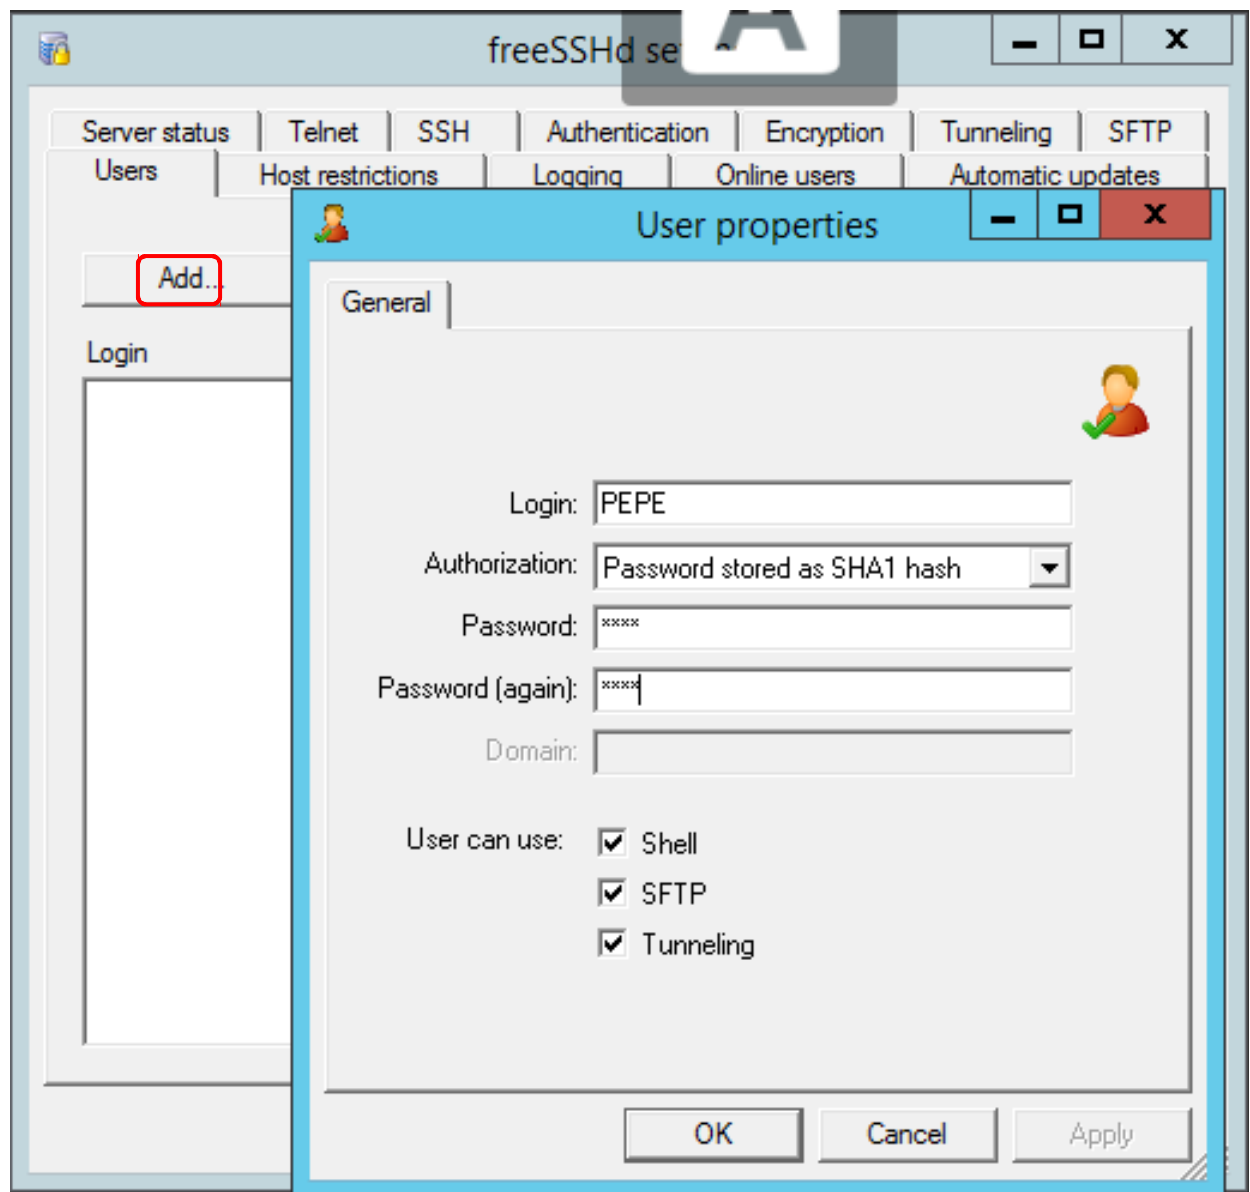 freeSSHd se
A
Server status Telnet SSH Authentication Encryption Tunneling SFTP
Users Host restrictions Logging Online users Automatic updates
User properties
Add...
General
Login
Login: PEPE
Authorization: Password stored as SHA1 hash
Password: ****
Password (again): ****
Domain:
User can use: Shell
SFTP
Tunneling
OK Cancel Apply